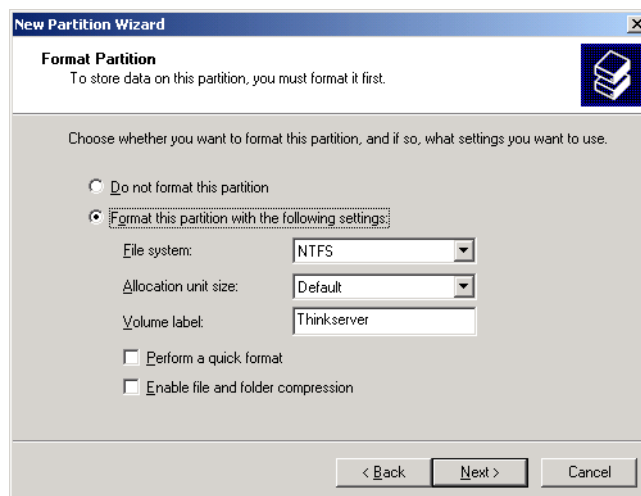 New Partition Wizard
Format Partition
To store data on this partition, you must format it first.
Choose whether you want to format this partition, and if so, what settings you want to use.
Do not format this partition
Format this partition with the following settings:
File system: NTFS
Allocation unit size: Default
Volume label: Thinkserver
Perform a quick format
Enable file and folder compression
< Back Next > Cancel